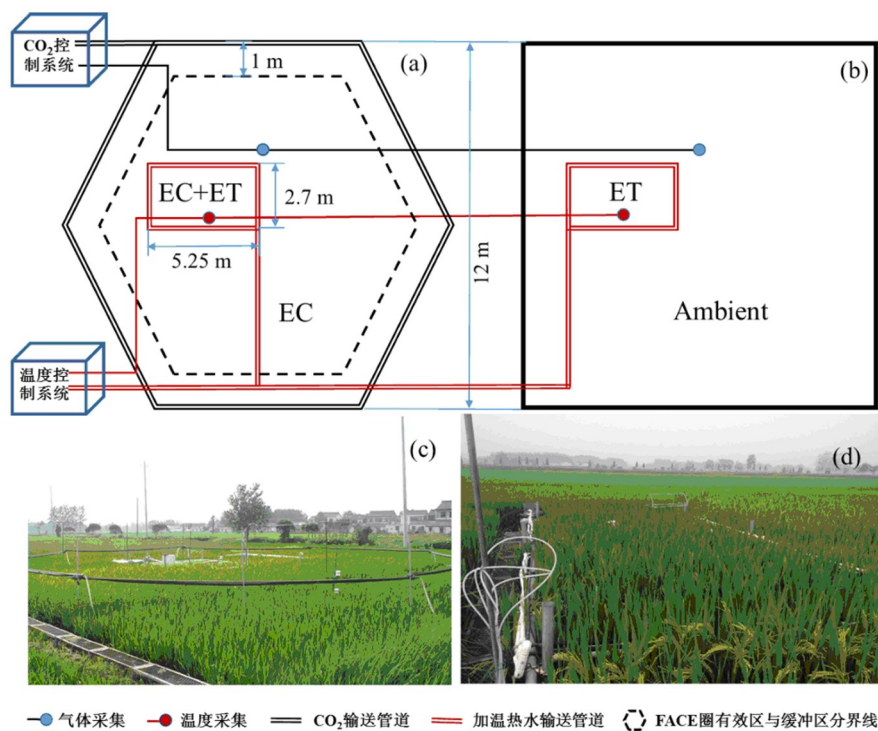 CO₂控
制系统
1 m
(a)
(b)
EC+ET
2.7 m
ET
5.25 m
12 m
EC
Ambient
温度控
制系统
(c)
(d)
气体采集
温度采集
CO₂输送管道
加温热水输送管道
FACE圈有效区与缓冲区分界线